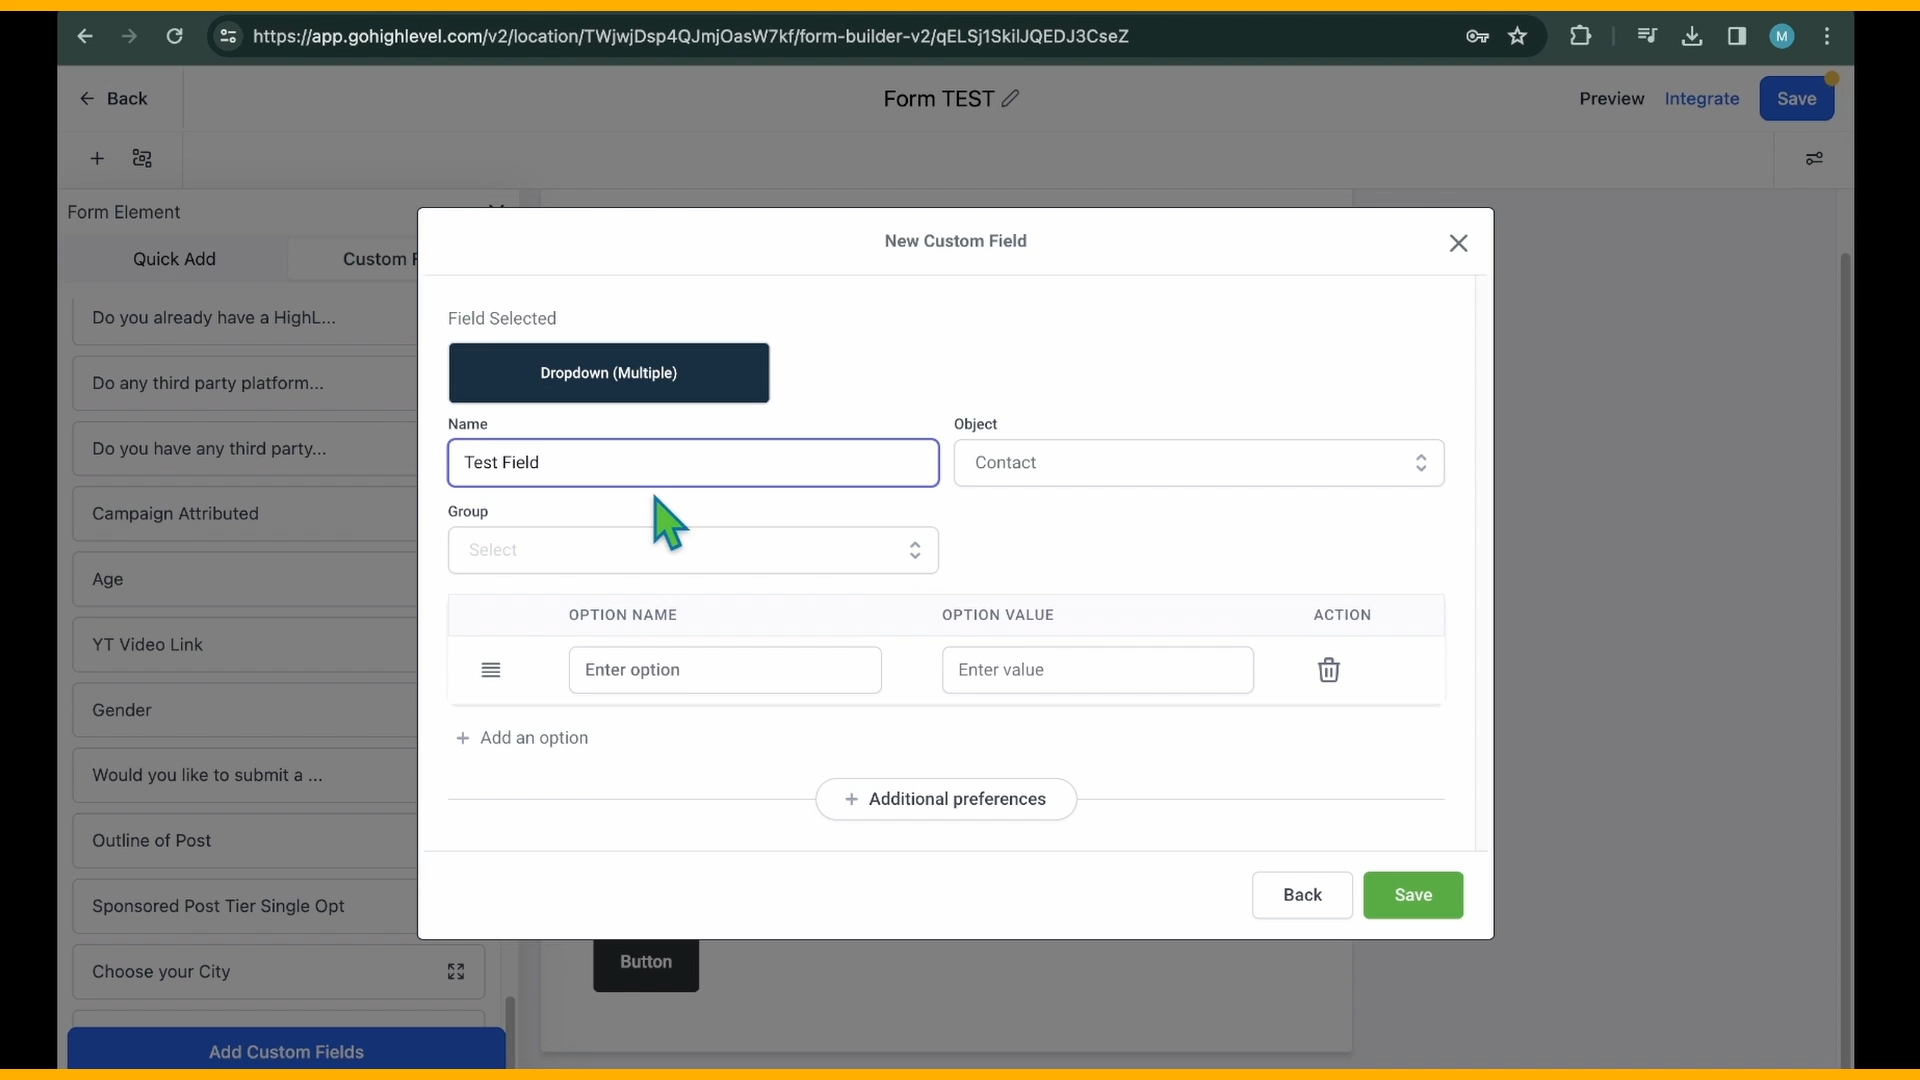 https://app.gohighlevel.com/v2/location/TWjwjDsp4QJmjOasW7kf/form-builder-v2/qELSj1SkilJQEDJ3CseZ
M
Back
Form TEST
Preview
Integrate
Save
Form Element
Quick Add
Custom F
Do you already have a HighL...
Do any third party platform...
Do you have any third party...
Campaign Attributed
Age
YT Video Link
Gender
Would you like to submit a ...
Outline of Post
Sponsored Post Tier Single Opt
Choose your City
Add Custom Fields
New Custom Field
Field Selected
Dropdown (Multiple)
Name
Object
Test Field
Contact
Group
Select
OPTION NAME
OPTION VALUE
ACTION
Enter option
Enter value
+ Add an option
+ Additional preferences
Back
Save
Button